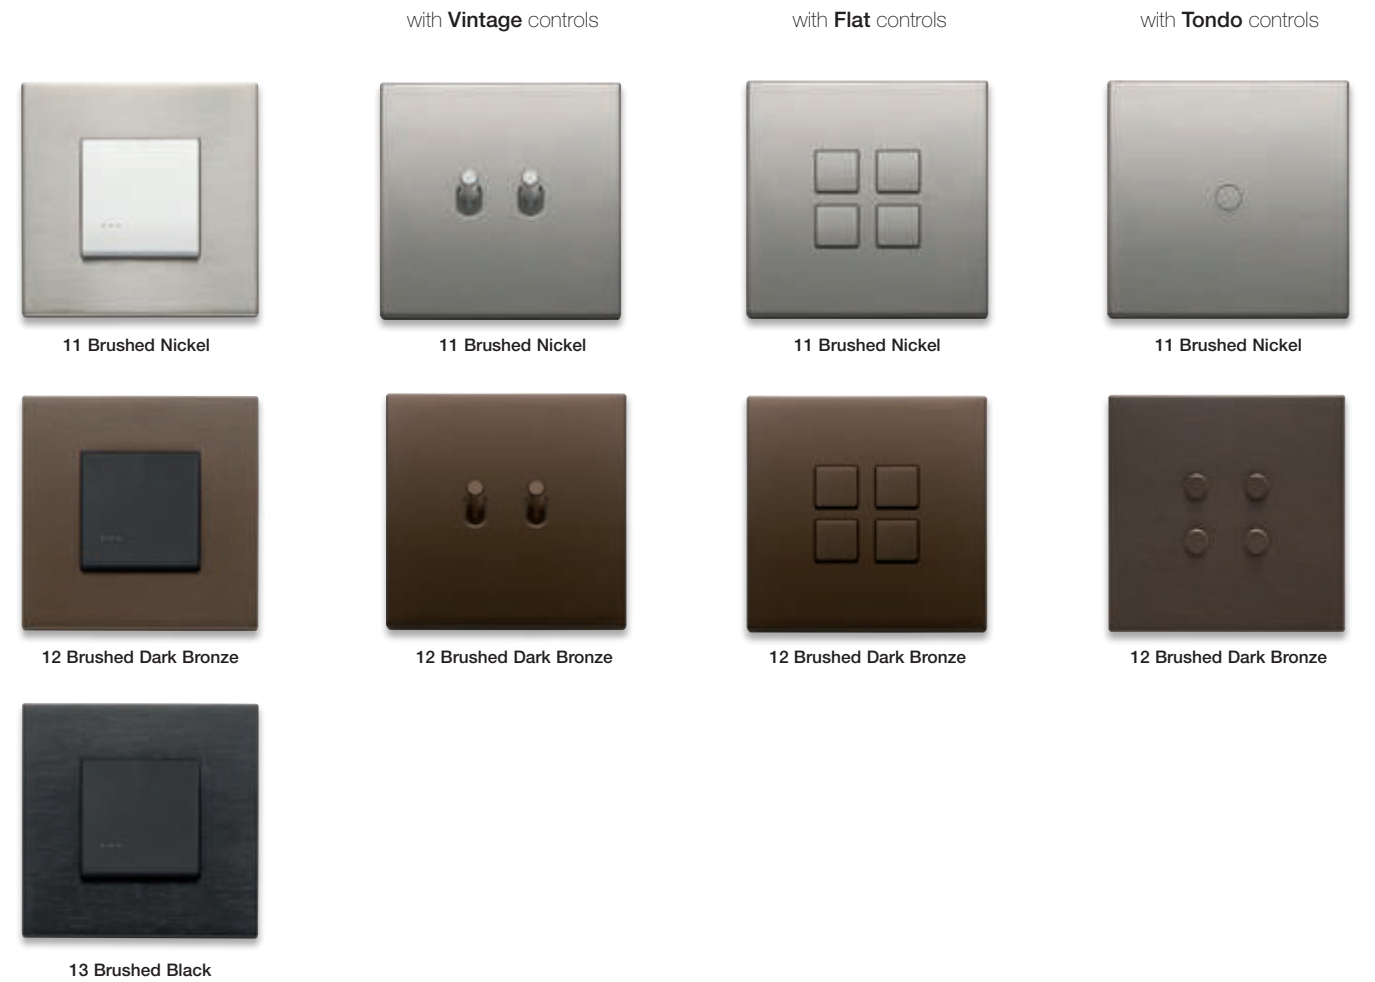 with Vintage controls
with Flat controls
with Tondo controls
11 Brushed Nickel
11 Brushed Nickel
11 Brushed Nickel
11 Brushed Nickel
12 Brushed Dark Bronze
12 Brushed Dark Bronze
12 Brushed Dark Bronze
12 Brushed Dark Bronze
13 Brushed Black